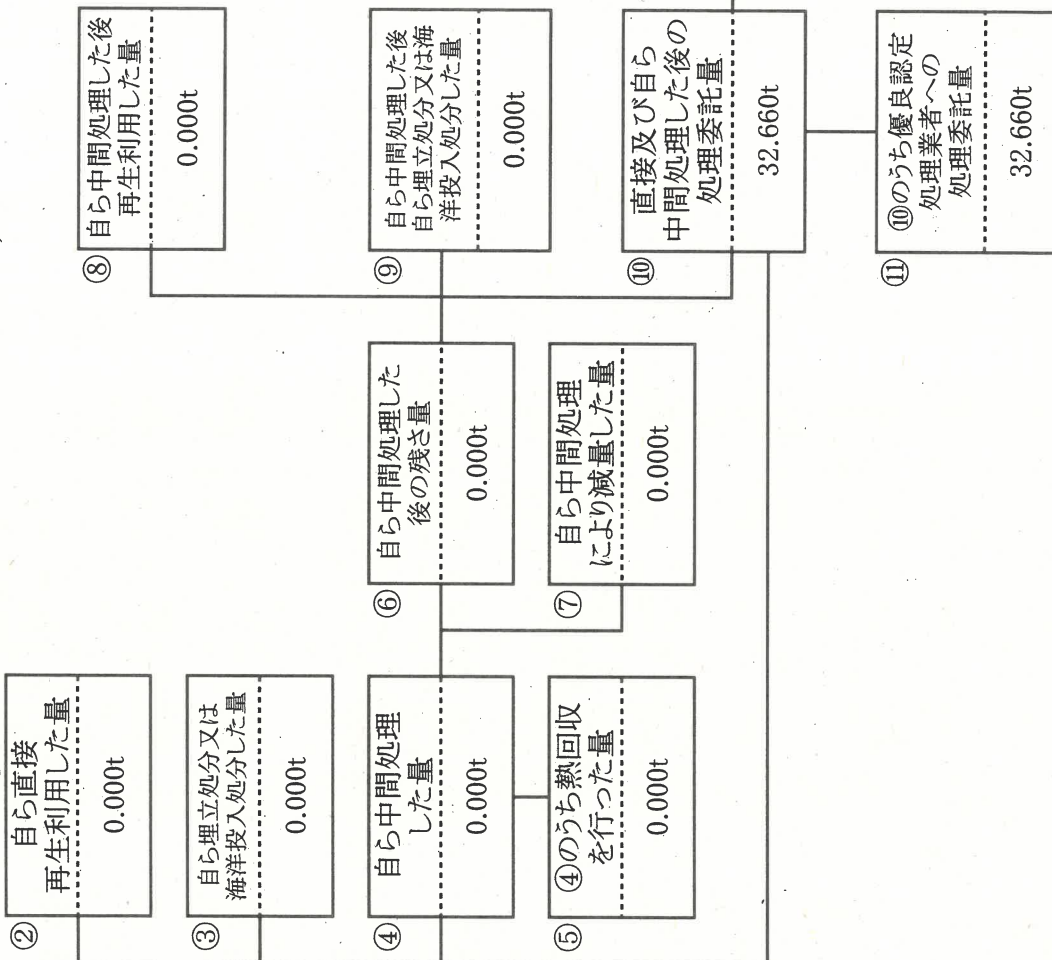 ②
自ら直接
再生利用した量
0.000t
③
自ら埋立処分又は
海洋投入処分した量
0.000t
④
自ら中間処理
した量
0.000t
⑤
④のうち熱回収
を行った量
0.000t
⑥
自ら中間処理した
後の残さ量
0.000t
⑦
自ら中間処理
により減量した量
0.000t
⑧
自ら中間処理した後
再生利用した量
0.000t
⑨
自ら中間処理した後
自ら埋立処分又は海
洋投入処分した量
0.000t
⑩
直接及び自ら
中間処理した後の
処理委託量
32.660t
⑪
⑩のうち優良認定
処理業者への
処理委託量
32.660t